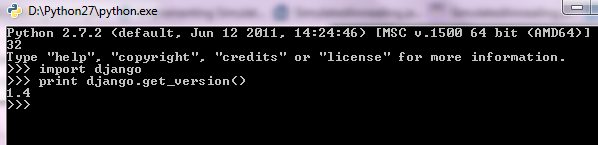 D:\Python27\python.exe
Python 2.7.2 (default, Jun 12 2011, 14:24:46) [MSC v.1500 64 bit (AMD64)]
32
Type "help", "copyright", "credits" or "license" for more information.
>>> import django
>>> print django.get_version()
1.4
>>>